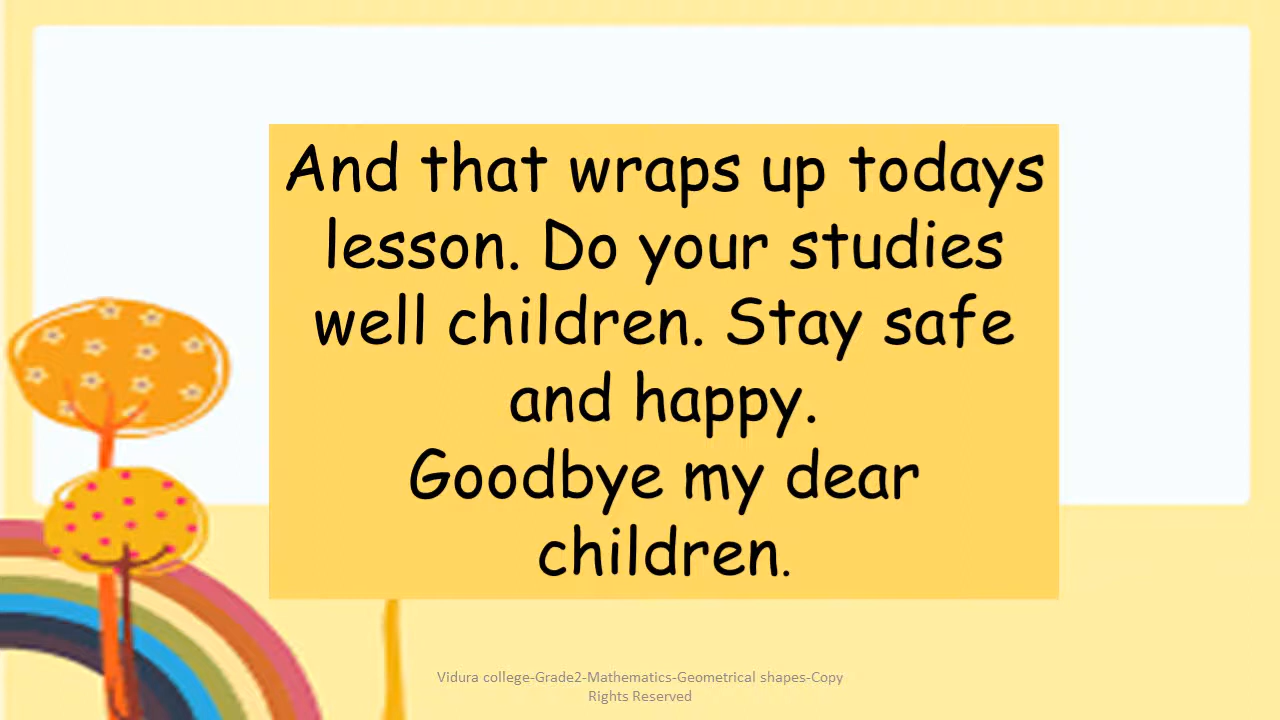 And that wraps up todays
lesson. Do your studies
well children. Stay safe
and happy.
Goodbye my dear
children.
Vidura college-Grade2-Mathematics-Geometrical shapes-Copy
Rights Reserved